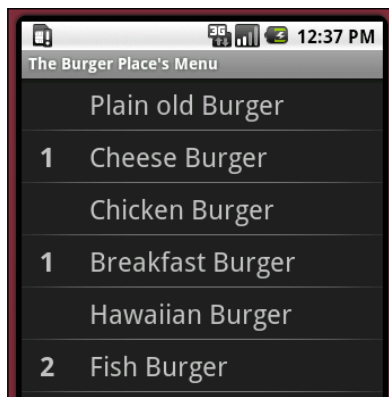 3G 12:37 PM
The Burger Place's Menu
Plain old Burger
1 Cheese Burger
Chicken Burger
1 Breakfast Burger
Hawaiian Burger
2 Fish Burger